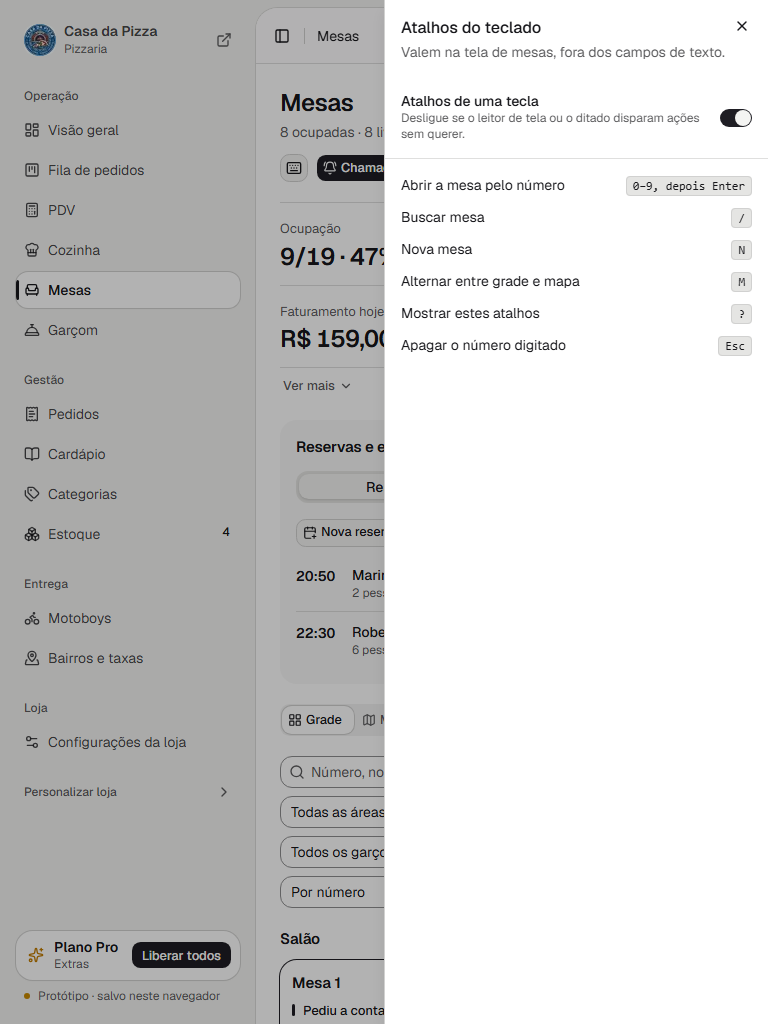 Casa da Pizza
Pizzaria
Operação
Visão geral
Fila de pedidos
PDV
Cozinha
Mesas
Garçom
Gestão
Pedidos
Cardápio
Categorias
Estoque 4
Entrega
Motoboys
Bairros e taxas
Loja
Configurações da loja
Personalizar loja
Plano Pro
Extras
Liberar todos
Protótipo · salvo neste navegador
Mesas
Mesas
8 ocupadas · 8 li
Chama
Ocupação
9/19 · 47%
Faturamento hoje
R$ 159,00
Ver mais
Reservas e e
Re
Nova reser
20:50 Marin
2 pess
22:30 Robe
6 pess
Grade
Número, no
Todas as áreas
Todos os garço
Por número
Salão
Mesa 1
Pediu a conta
Atalhos do teclado
Valem na tela de mesas, fora dos campos de texto.
Atalhos de uma tecla
Desligue se o leitor de tela ou o ditado disparam ações
sem querer.
Abrir a mesa pelo número 0–9, depois Enter
Buscar mesa /
Nova mesa N
Alternar entre grade e mapa M
Mostrar estes atalhos ?
Apagar o número digitado Esc